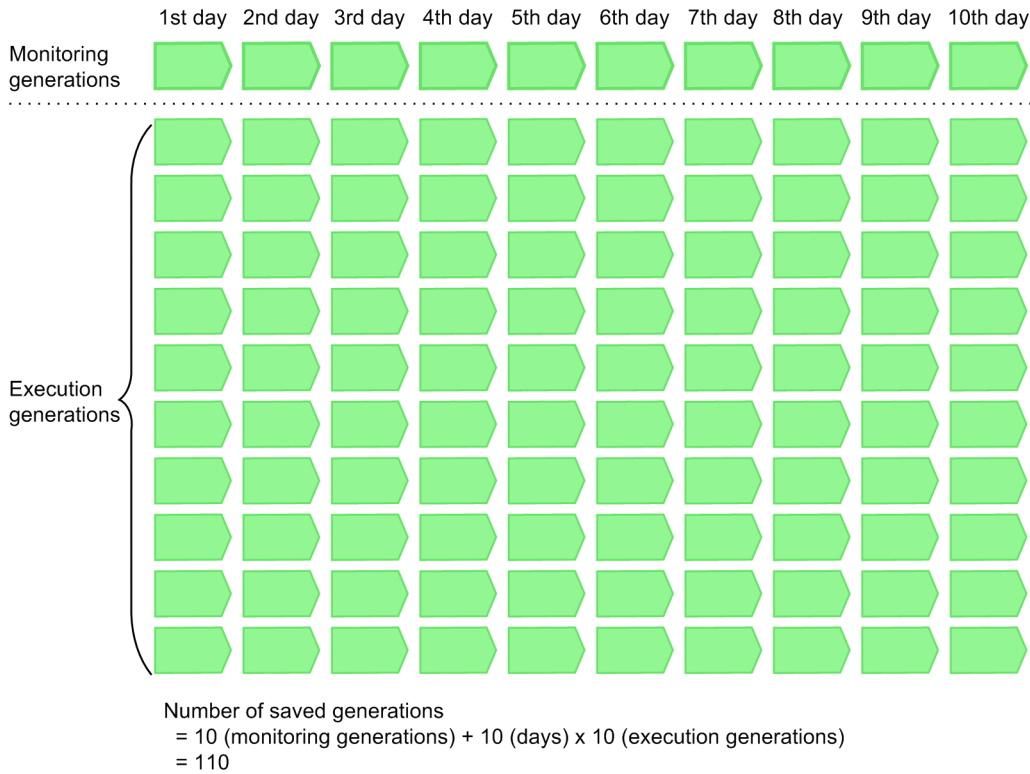 1st day 2nd day 3rd day 4th day 5th day 6th day 7th day 8th day 9th day 10th day
Monitoring
generations
Execution
generations
Number of saved generations
= 10 (monitoring generations) + 10 (days) x 10 (execution generations)
= 110